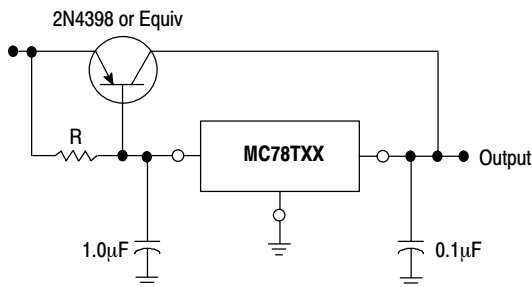 2N4398 or Equiv
R
MC78TXX
Output
1.0μF
0.1μF